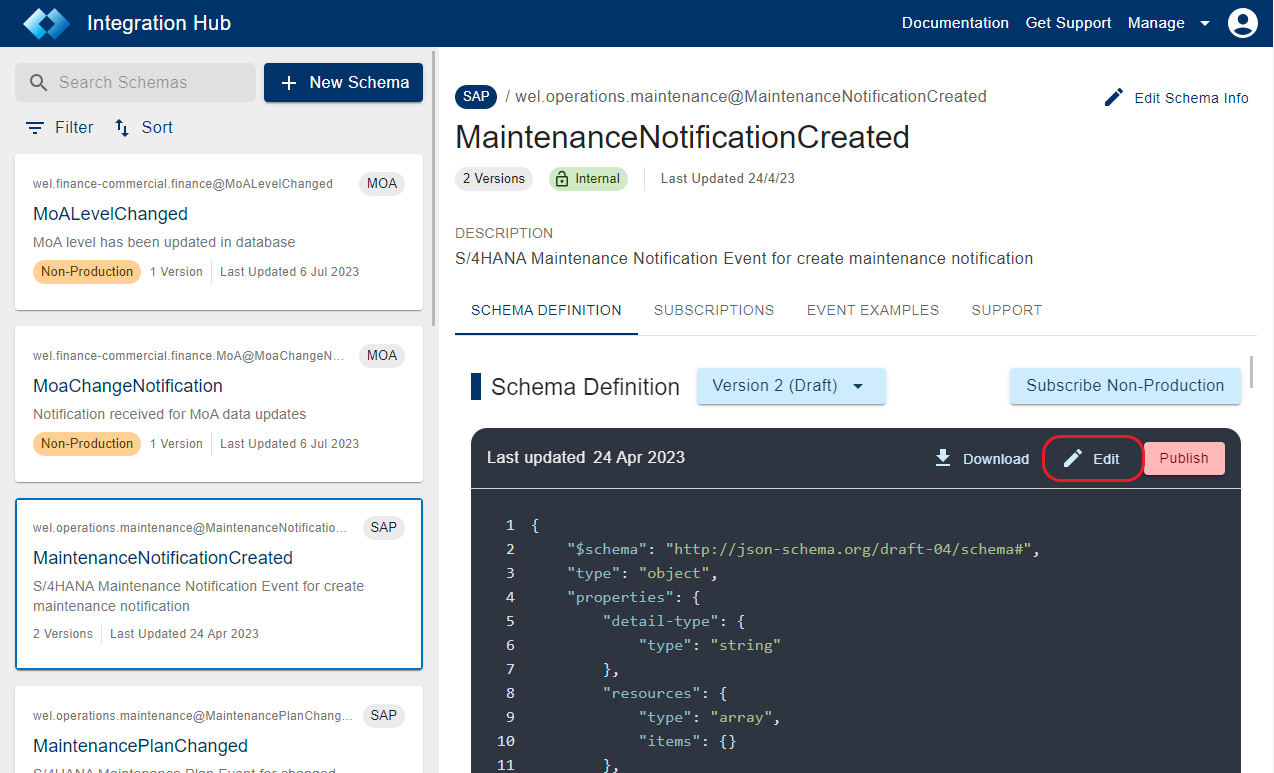 Integration Hub
Documentation Get Support Manage
Search Schemas
New Schema
Filter Sort
wel.finance-commercial.finance@MoALevelChanged MOA
MoALevelChanged
MoA level has been updated in database
Non-Production 1 Version Last Updated 6 Jul 2023
wel.finance-commercial.finance.MoA@MoaChangeN... MOA
MoaChangeNotification
Notification received for MoA data updates
Non-Production 1 Version Last Updated 6 Jul 2023
wel.operations.maintenance@MaintenanceNotificatio... SAP
MaintenanceNotificationCreated
S/4HANA Maintenance Notification Event for create
maintenance notification
2 Versions Last Updated 24 Apr 2023
wel.operations.maintenance@MaintenancePlanChang... SAP
MaintenancePlanChanged
S/4HANA Maintenance Plan Event for changed
SAP / wel.operations.maintenance@MaintenanceNotificationCreated
Edit Schema Info
MaintenanceNotificationCreated
2 Versions Internal Last Updated 24/4/23
DESCRIPTION
S/4HANA Maintenance Notification Event for create maintenance notification
SCHEMA DEFINITION SUBSCRIPTIONS EVENT EXAMPLES SUPPORT
Schema Definition Version 2 (Draft) Subscribe Non-Production
Last updated 24 Apr 2023 Download Edit Publish
1 {
2 "$schema": "http://json-schema.org/draft-04/schema#",
3 "type": "object",
4 "properties": {
5 "detail-type": {
6 "type": "string"
7 },
8 "resources": {
9 "type": "array",
10 "items": {}
11 },